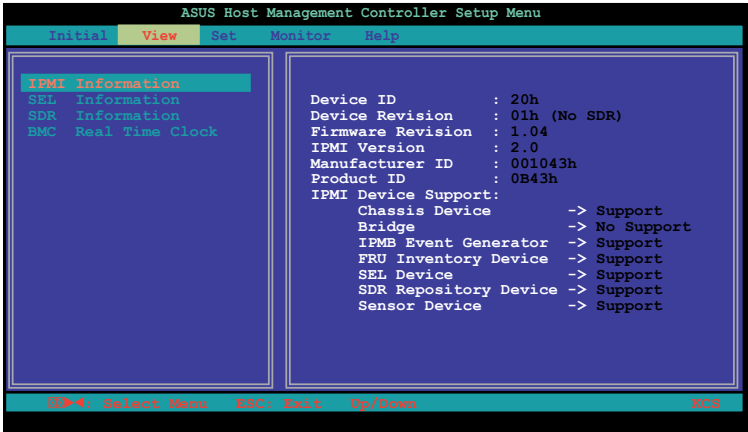 ASUS Host Management Controller Setup Menu
Initial View Set Monitor Help
IPMI Information
SEL Information
SDR Information
BMC Real Time Clock
Device ID : 20h
Device Revision : 01h (No SDR)
Firmware Revision : 1.04
IPMI Version : 2.0
Manufacturer ID : 001043h
Product ID : 0B43h
IPMI Device Support:
Chassis Device -> Support
Bridge -> No Support
IPMB Event Generator -> Support
FRU Inventory Device -> Support
SEL Device -> Support
SDR Repository Device -> Support
Sensor Device -> Support
: Select Menu ESC: Exit Up/Down KCS